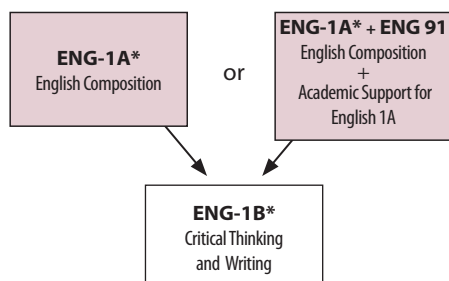 ENG-1A*
English Composition
or
ENG-1A* + ENG 91
English Composition
+
Academic Support for
English 1A
ENG-1B*
Critical Thinking
and Writing